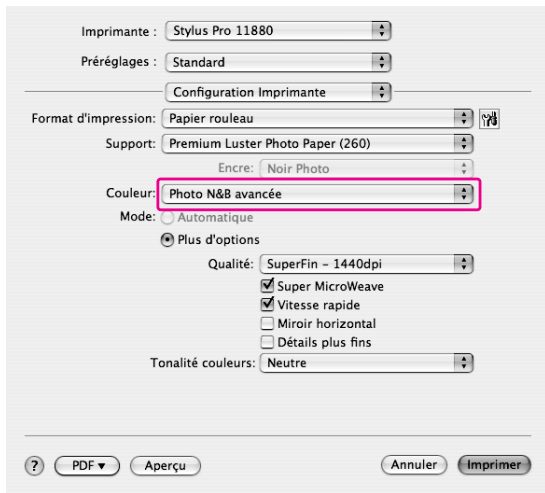 Imprimante : Stylus Pro 11880
Préréglages : Standard
Configuration Imprimante
Format d'impression: Papier rouleau
Support: Premium Luster Photo Paper (260)
Encre: Noir Photo
Couleur: Photo N&B avancée
Mode: Automatique
Plus d'options
Qualité: SuperFin – 1440dpi
Super MicroWeave
Vitesse rapide
Miroir horizontal
Détails plus fins
Tonalité couleurs: Neutre
? PDF ▾ Aperçu Annuler Imprimer